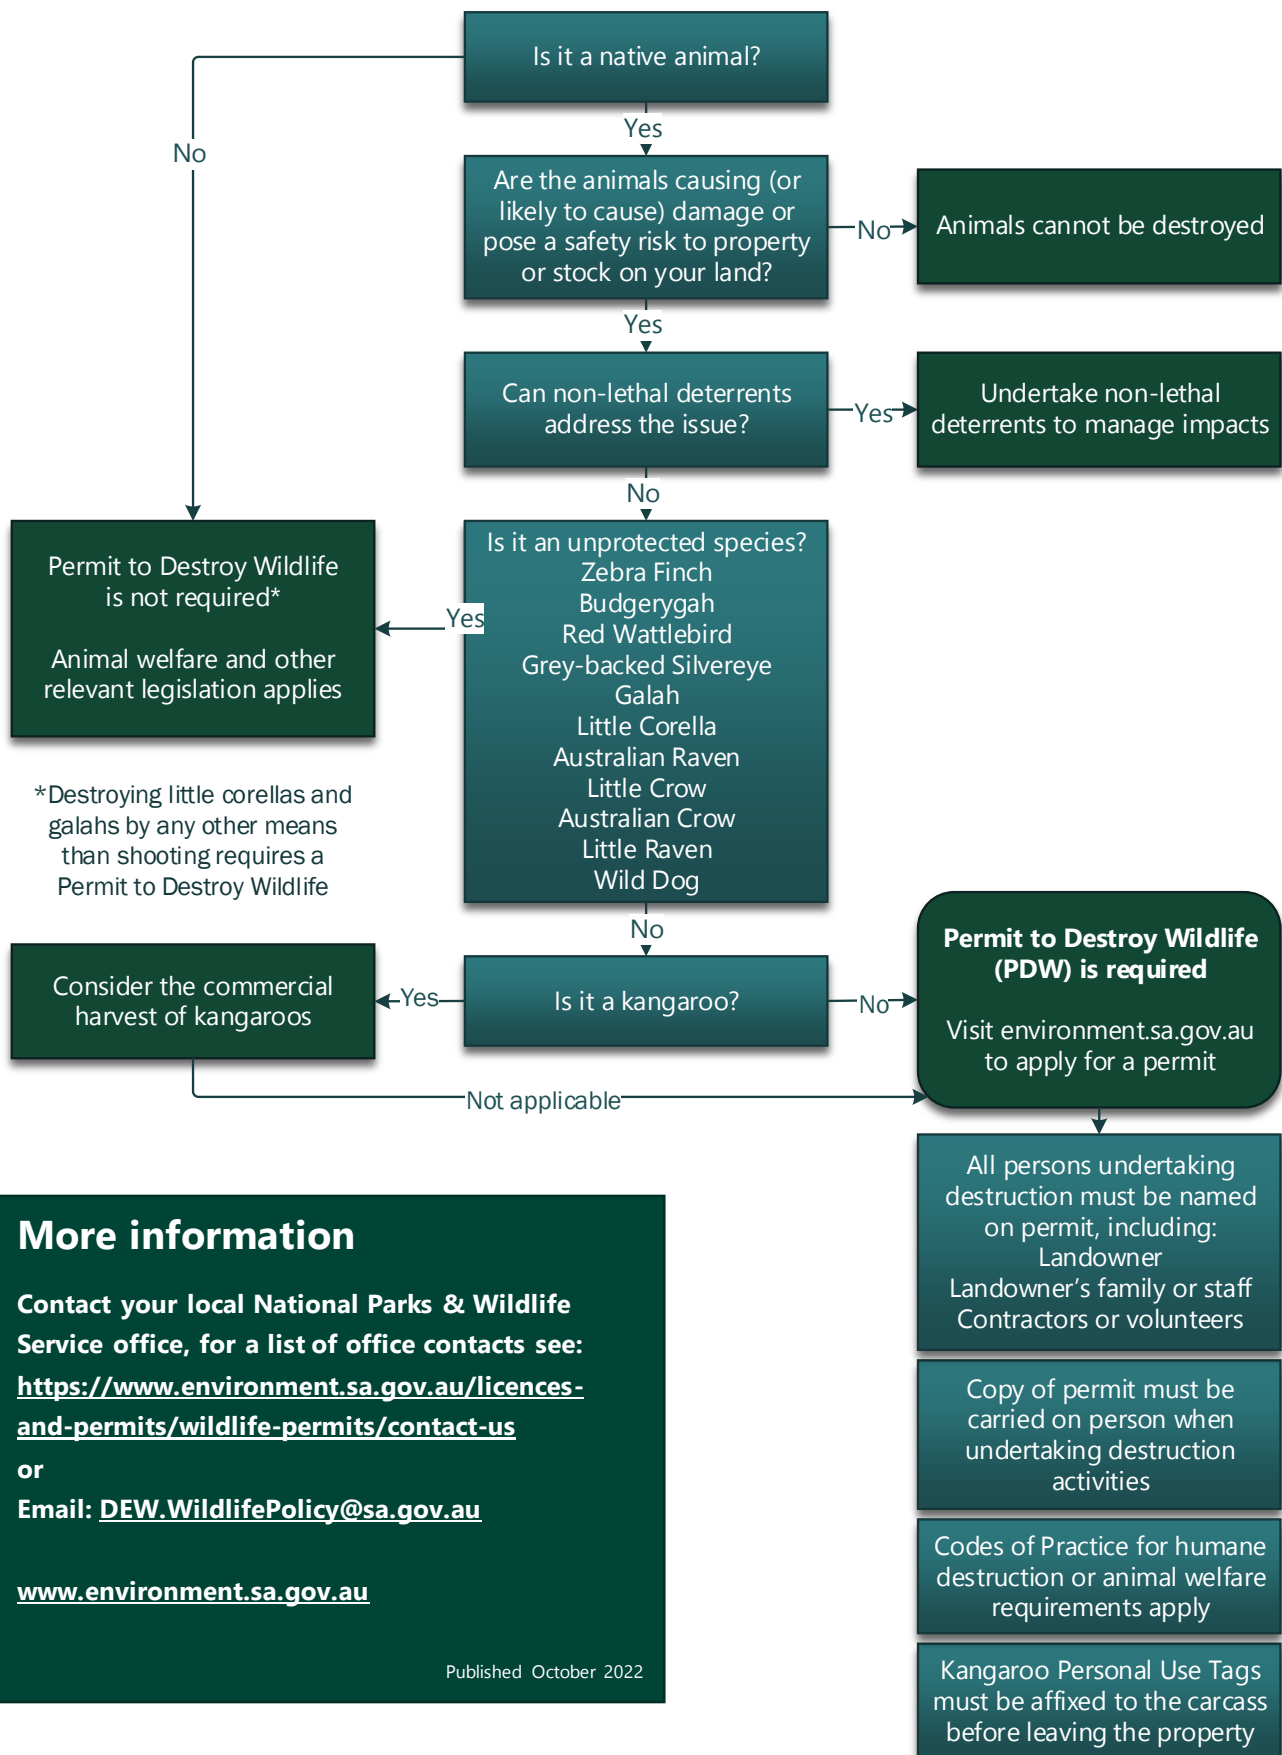 Is it a native animal?
No
Yes
Are the animals causing (or
likely to cause) damage or
pose a safety risk to property
or stock on your land?
No
Animals cannot be destroyed
Yes
Can non-lethal deterrents
address the issue?
Yes
Undertake non-lethal
deterrents to manage impacts
No
Is it an unprotected species?
Zebra Finch
Budgerygah
Red Wattlebird
Grey-backed Silvereye
Galah
Little Corella
Australian Raven
Little Crow
Australian Crow
Little Raven
Wild Dog
Yes
Permit to Destroy Wildlife
is not required*
Animal welfare and other
relevant legislation applies
*Destroying little corellas and
galahs by any other means
than shooting requires a
Permit to Destroy Wildlife
No
Is it a kangaroo?
Yes
Consider the commercial
harvest of kangaroos
No
Not applicable
Permit to Destroy Wildlife
(PDW) is required
Visit environment.sa.gov.au
to apply for a permit
All persons undertaking
destruction must be named
on permit, including:
Landowner
Landowner's family or staff
Contractors or volunteers
Copy of permit must be
carried on person when
undertaking destruction
activities
Codes of Practice for humane
destruction or animal welfare
requirements apply
Kangaroo Personal Use Tags
must be affixed to the carcass
before leaving the property
More information
Contact your local National Parks & Wildlife
Service office, for a list of office contacts see:
https://www.environment.sa.gov.au/licences-
and-permits/wildlife-permits/contact-us
or
Email: DEW.WildlifePolicy@sa.gov.au
www.environment.sa.gov.au
Published October 2022